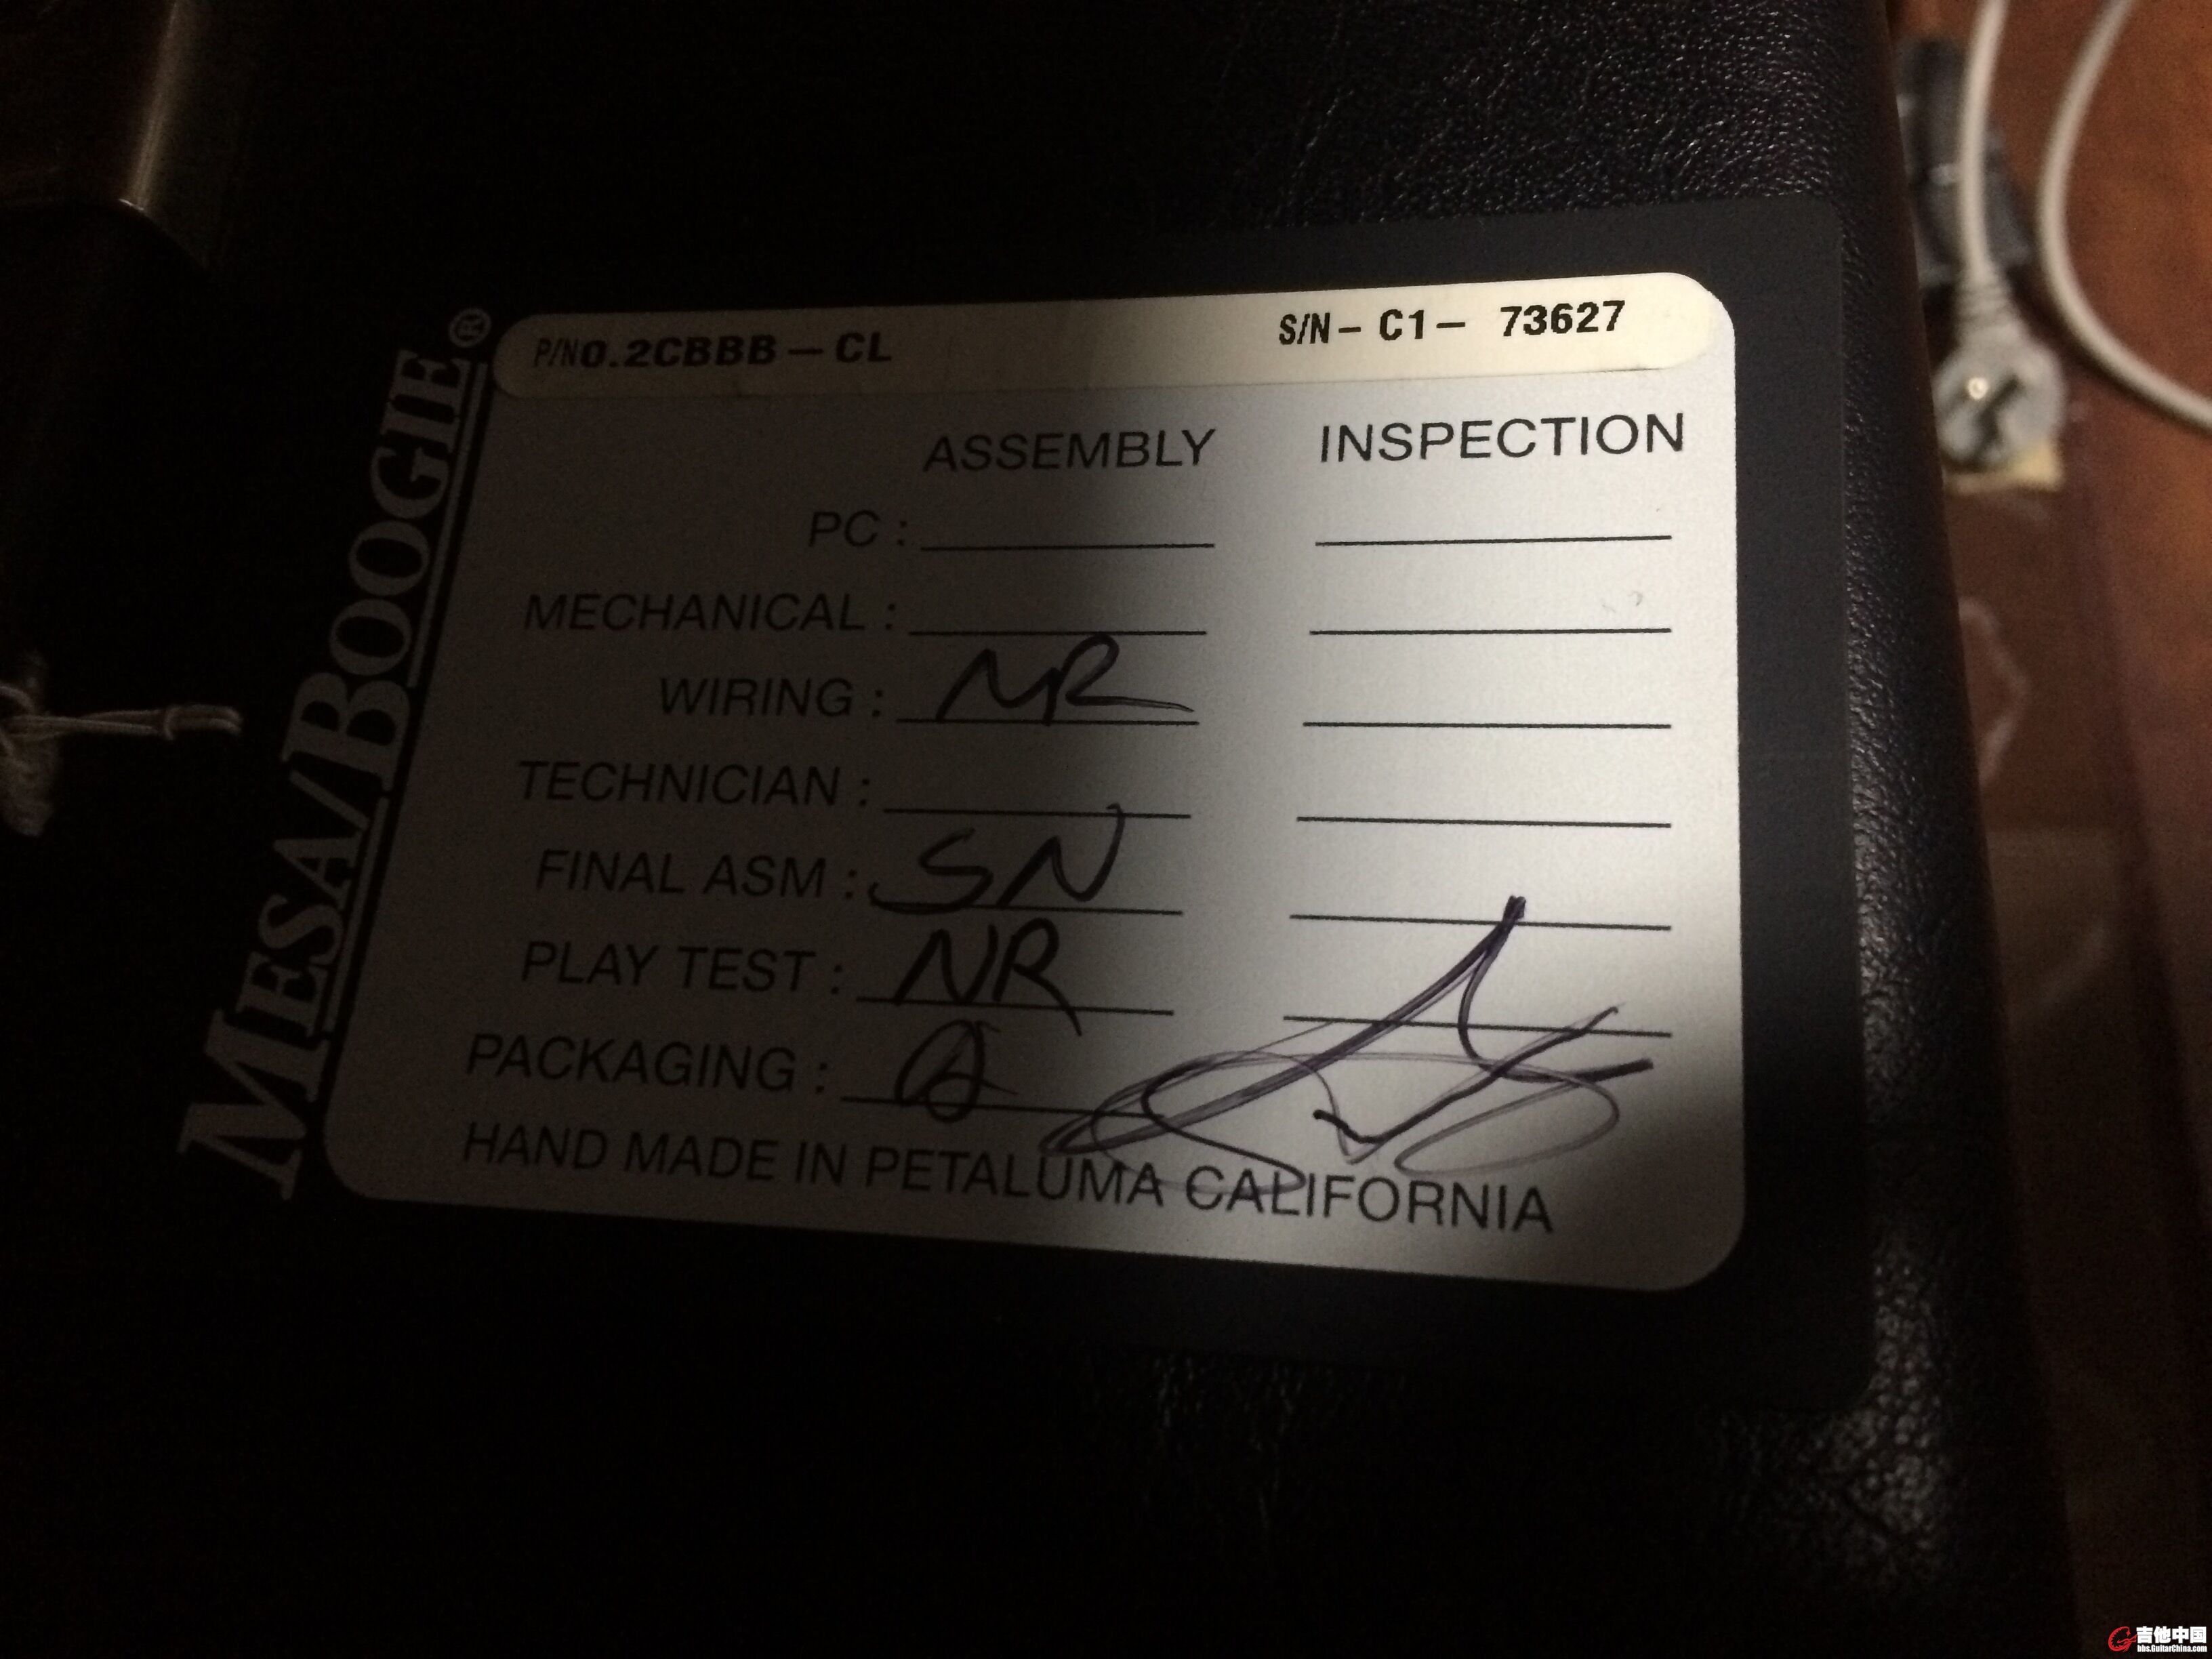 MESA/BOOGIE®
P/NO.2CBBB-CL S/N-C1-73627
ASSEMBLY INSPECTION
PC:
MECHANICAL:
WIRING: NR
TECHNICIAN:
FINAL ASM: SN
PLAY TEST: NR
PACKAGING:
HAND MADE IN PETALUMA CALIFORNIA
吉他中国
bbs.GuitarChina.com